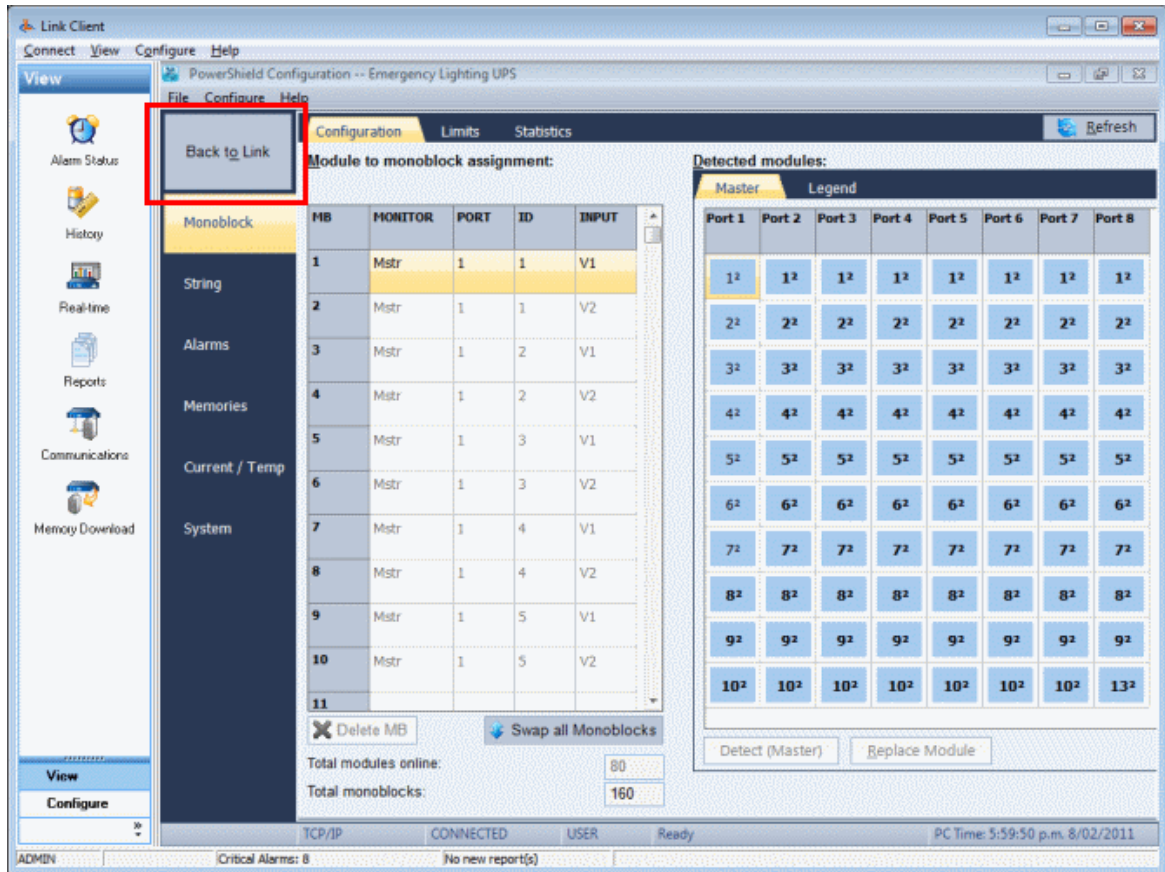 Link Client
Connect View Configure Help
View
PowerShield Configuration -- Emergency Lighting UPS
File Configure Help
Alarm Status
History
Real-time
Reports
Communications
Memory Download
View
Configure
Back to Link
Monoblock
String
Alarms
Memories
Current / Temp
System
Configuration Limits Statistics
Refresh
Module to monoblock assignment:
MB MONITOR PORT ID INPUT
1 Mstr 1 1 V1
2 Mstr 1 1 V2
3 Mstr 1 2 V1
4 Mstr 1 2 V2
5 Mstr 1 3 V1
6 Mstr 1 3 V2
7 Mstr 1 4 V1
8 Mstr 1 4 V2
9 Mstr 1 5 V1
10 Mstr 1 5 V2
11
Delete MB Swap all Monoblocks
Total modules online: 80
Total monoblocks: 160
Detected modules:
Master Legend
Port 1 Port 2 Port 3 Port 4 Port 5 Port 6 Port 7 Port 8
1² 1² 1² 1² 1² 1² 1² 1²
2² 2² 2² 2² 2² 2² 2² 2²
3² 3² 3² 3² 3² 3² 3² 3²
4² 4² 4² 4² 4² 4² 4² 4²
5² 5² 5² 5² 5² 5² 5² 5²
6² 6² 6² 6² 6² 6² 6² 6²
7² 7² 7² 7² 7² 7² 7² 7²
8² 8² 8² 8² 8² 8² 8² 8²
9² 9² 9² 9² 9² 9² 9² 9²
10² 10² 10² 10² 10² 10² 10² 13²
Detect (Master) Replace Module
TCP/IP CONNECTED USER Ready PC Time: 5:59:50 p.m. 8/02/2011
ADMIN Critical Alarms: 8 No new report(s)